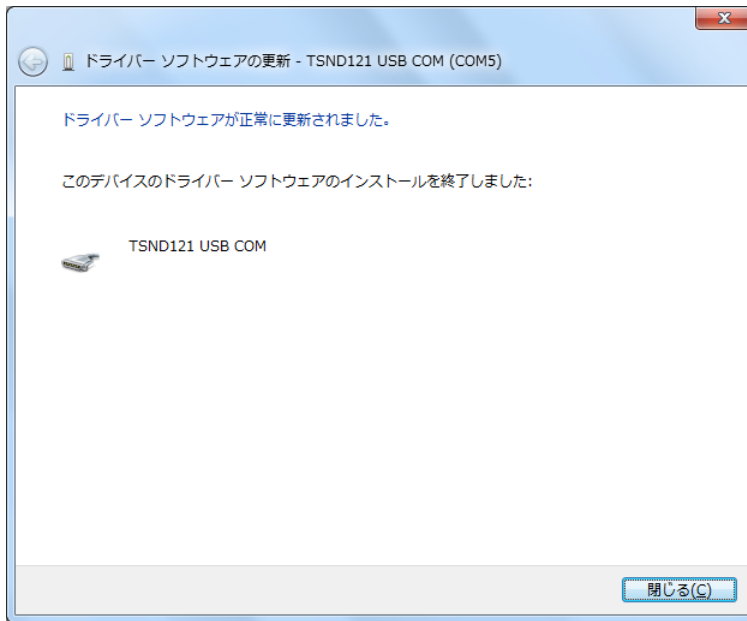 ドライバー ソフトウェアの更新 - TSND121 USB COM (COM5)
ドライバー ソフトウェアが正常に更新されました。
このデバイスのドライバー ソフトウェアのインストールを終了しました:
TSND121 USB COM
閉じる(C)